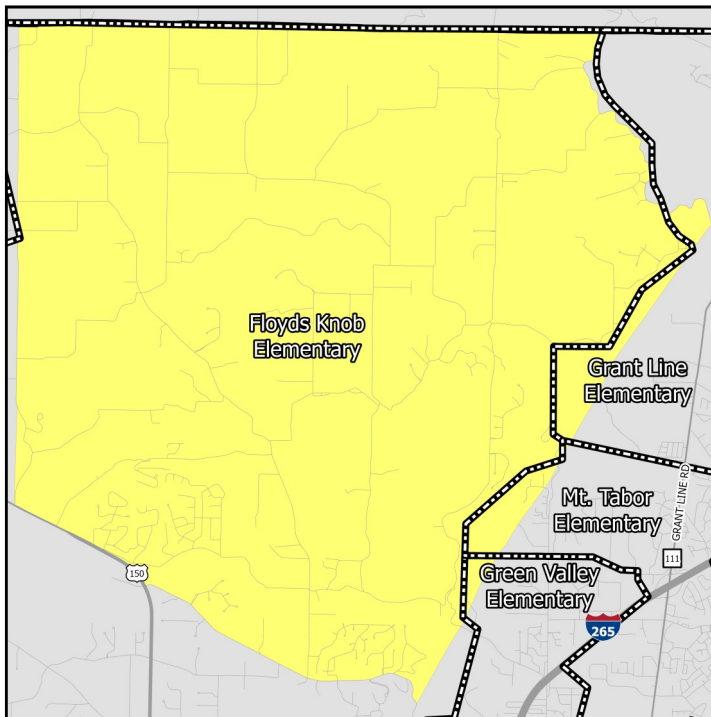 Floyds Knob
Elementary
Grant Line
Elementary
Mt. Tabor
Elementary
GRANT LINE RD
111
150
Green Valley
Elementary
265